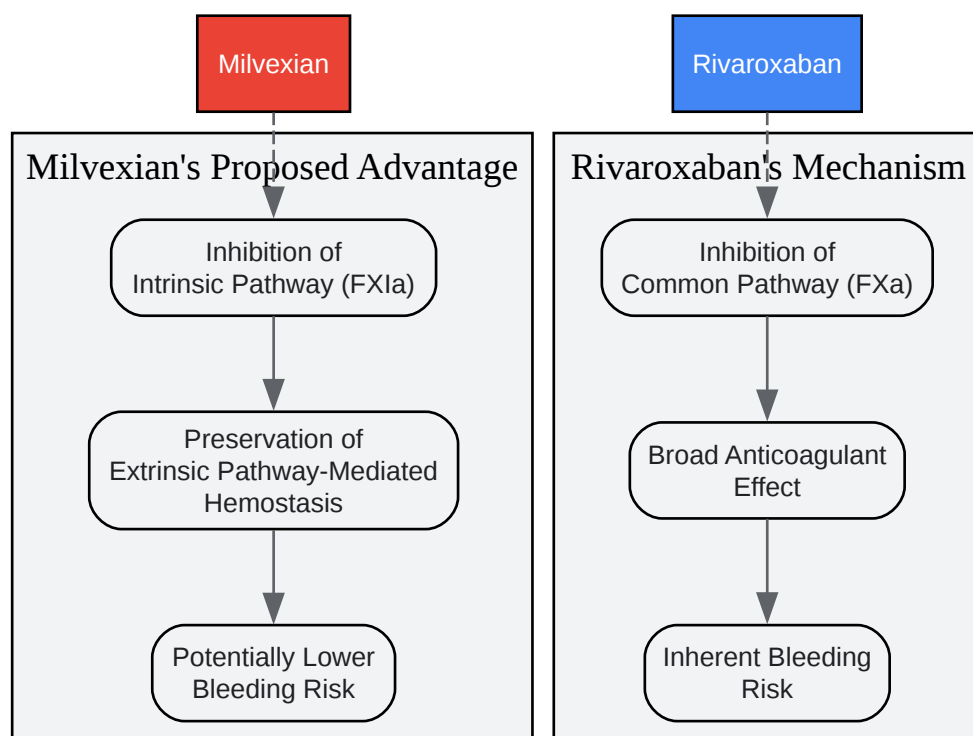 Milvexian
Rivaroxaban
Milvexian's Proposed Advantage
Inhibition of
Intrinsic Pathway (FXIa)
Preservation of
Extrinsic Pathway-Mediated
Hemostasis
Potentially Lower
Bleeding Risk
Rivaroxaban's Mechanism
Inhibition of
Common Pathway (FXa)
Broad Anticoagulant
Effect
Inherent Bleeding
Risk